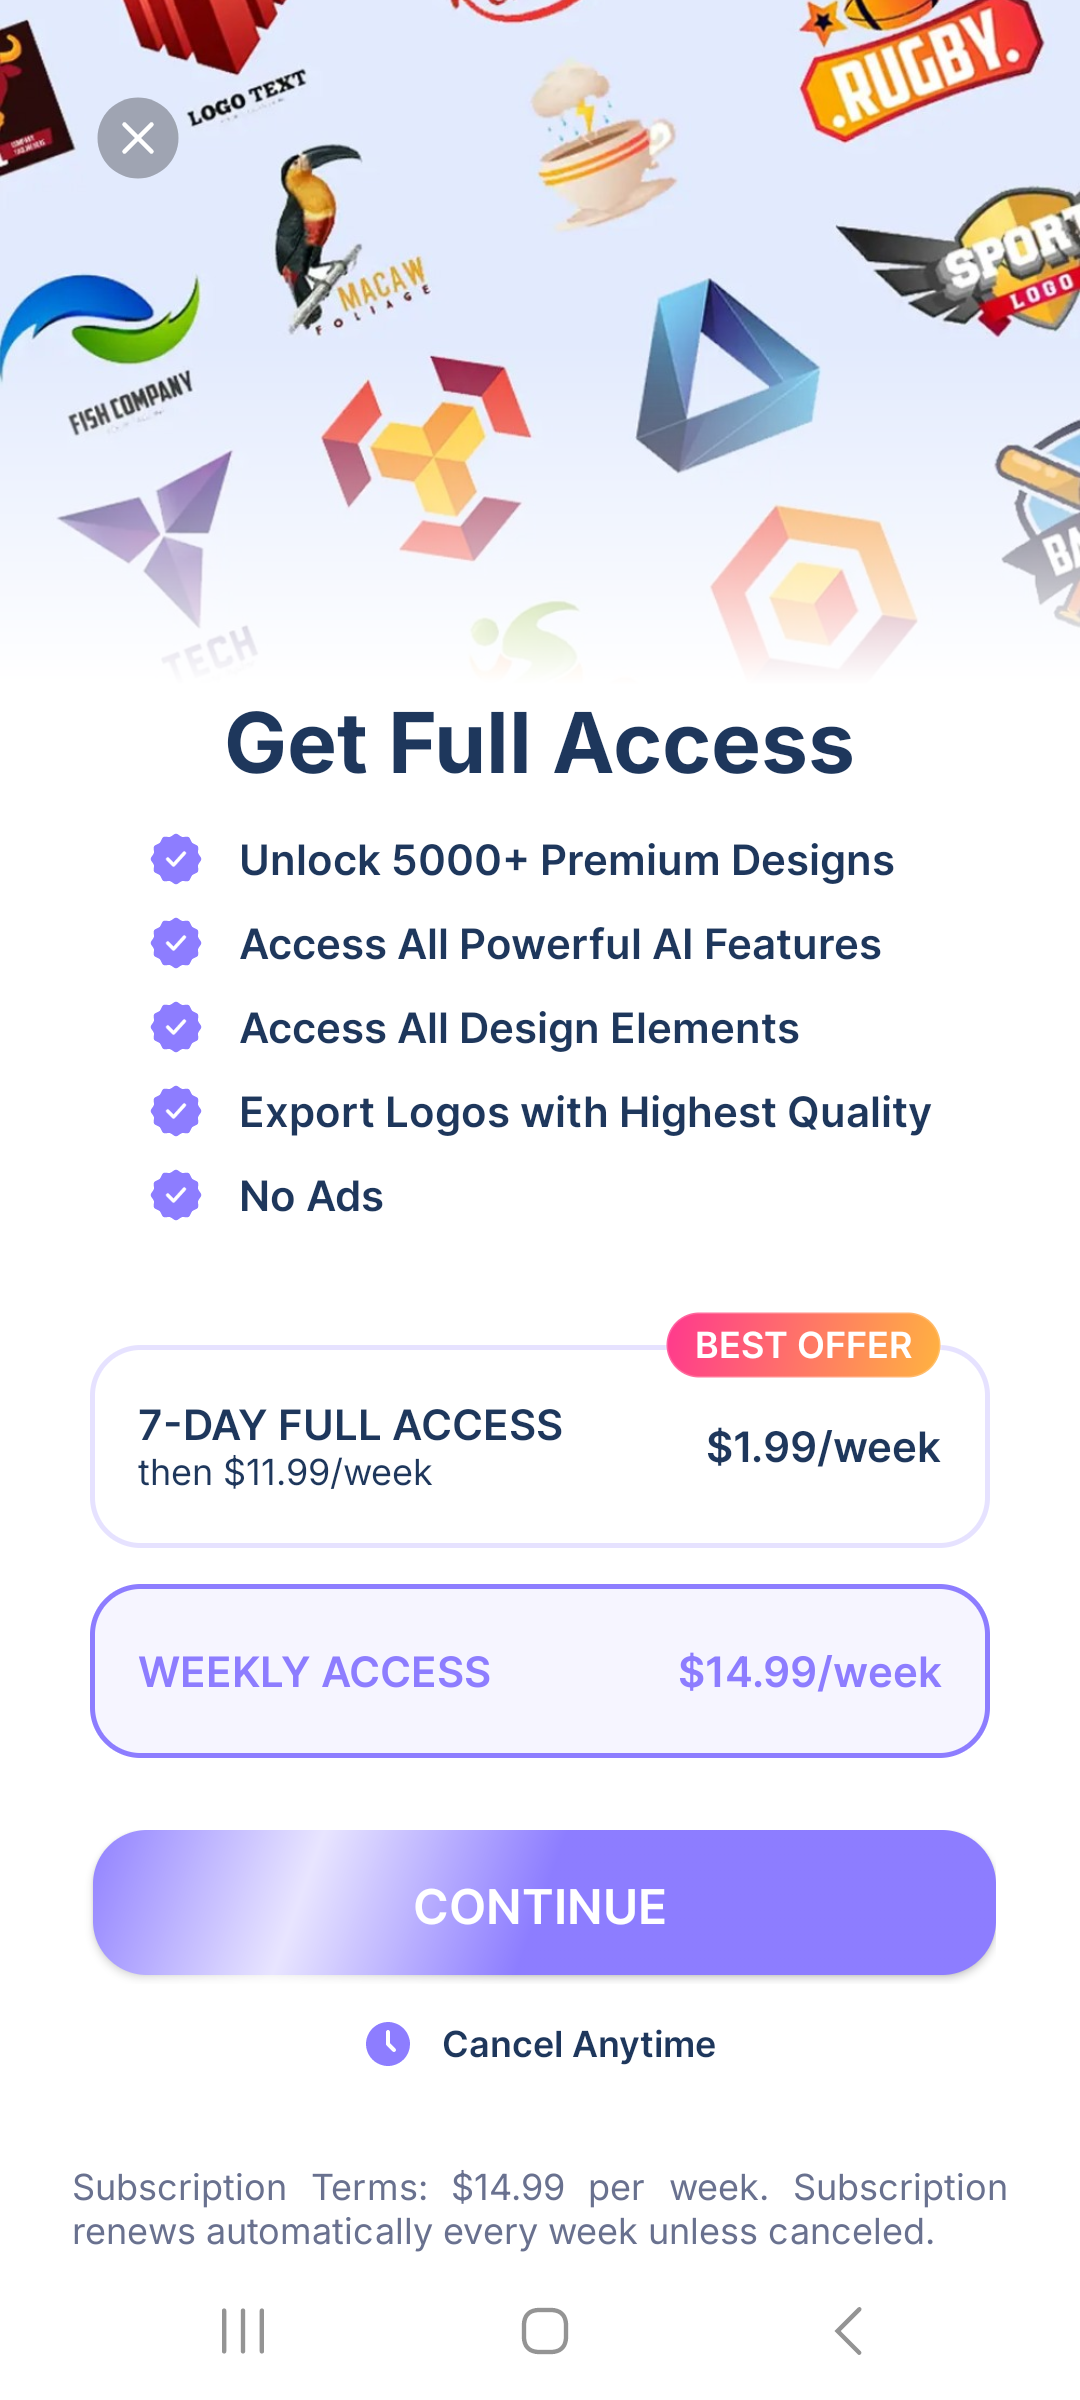 LOGO TEXT
.RUGBY.
MACAW
FOLIAGE
SPORT
LOGO
FISH COMPANY
BA
TECH
Get Full Access
Unlock 5000+ Premium Designs
Access All Powerful AI Features
Access All Design Elements
Export Logos with Highest Quality
No Ads
BEST OFFER
7-DAY FULL ACCESS
then $11.99/week
$1.99/week
WEEKLY ACCESS
$14.99/week
CONTINUE
Cancel Anytime
Subscription Terms: $14.99 per week. Subscription
renews automatically every week unless canceled.